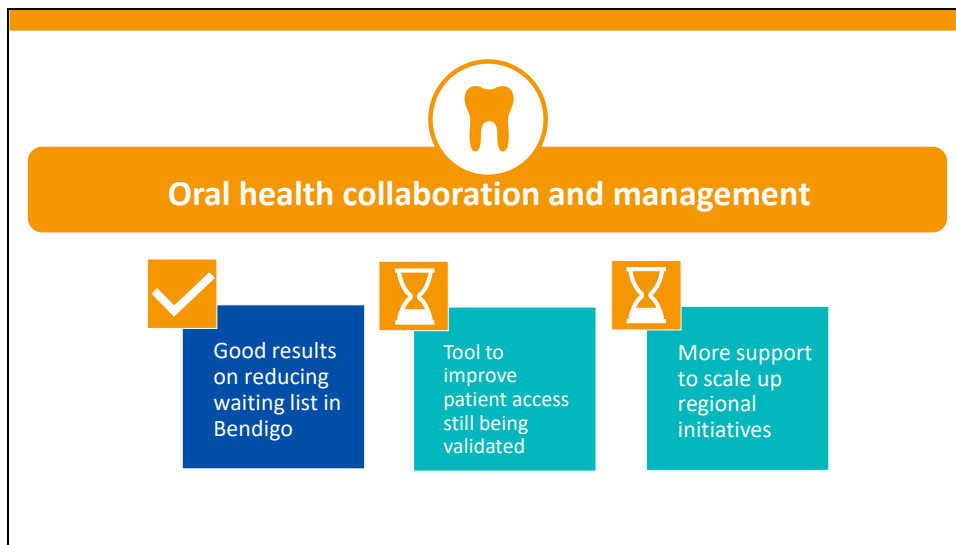 Oral health collaboration and management
Good results
on reducing
waiting list in
Bendigo
Tool to
improve
patient access
still being
validated
More support
to scale up
regional
initiatives